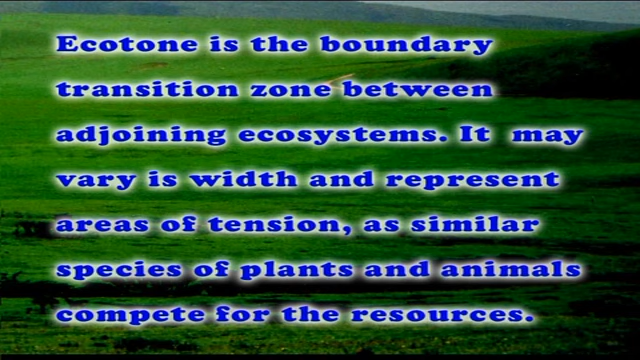 Ecotone is the boundary
transition zone between
adjoining ecosystems. It may
vary is width and represent
areas of tension, as similar
species of plants and animals
compete for the resources.